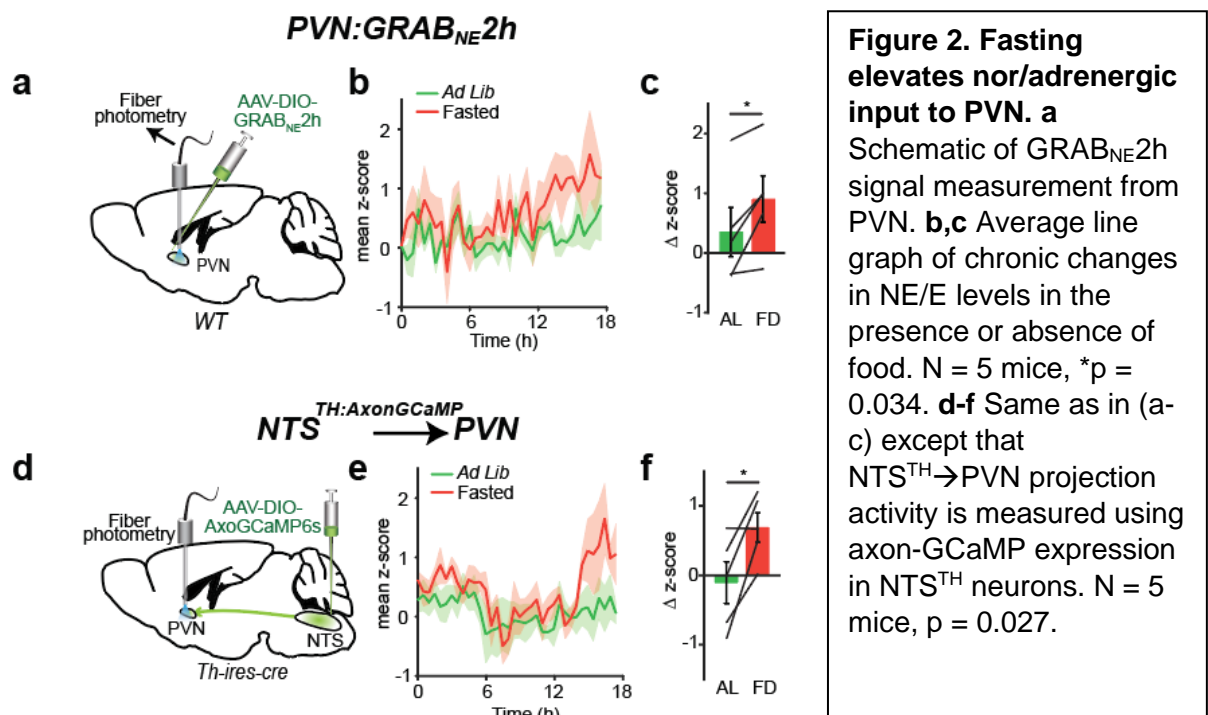 PVN:GRABNE2h
a
Fiber
photometry
AAV-DIO-
GRABNE2h
PVN
WT
b
Ad Lib
Fasted
mean z-score
2
1
0
-1
0
6
12
18
Time (h)
c
*
Δ z-score
2
1
0
-1
AL
FD
TH:AxonGCaMP
NTS PVN
d
Fiber
photometry
AAV-DIO-
AxoGCaMP6s
PVN
NTS
Th-ires-cre
e
Ad Lib
Fasted
mean z-score
2
1
0
-1
0
6
12
18
Time (h)
f
*
Δ z-score
1
0
-1
AL
FD
Figure 2. Fasting
elevates nor/adrenergic
input to PVN. a
Schematic of GRABNE2h
signal measurement from
PVN. b,c Average line
graph of chronic changes
in NE/E levels in the
presence or absence of
food. N = 5 mice, *p =
0.034. d-f Same as in (a-
c) except that
NTSTH→PVN projection
activity is measured using
axon-GCaMP expression
in NTSTH neurons. N = 5
mice, p = 0.027.